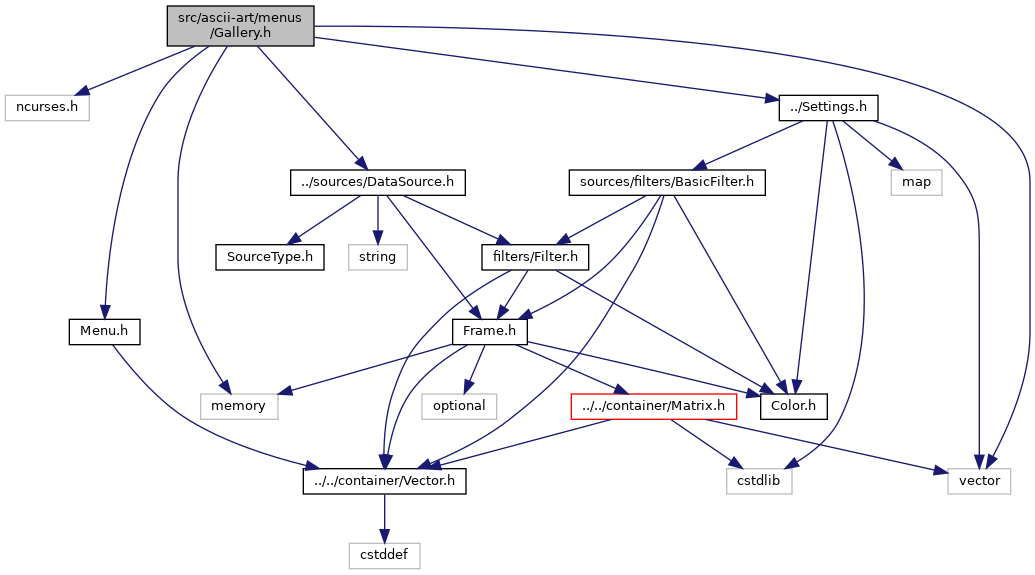 src/ascii-art/menus
/Gallery.h
ncurses.h
../Settings.h
../sources/DataSource.h
sources/filters/BasicFilter.h
map
SourceType.h
string
filters/Filter.h
Menu.h
Frame.h
memory
optional
../../container/Matrix.h
Color.h
../../container/Vector.h
cstdlib
vector
cstddef